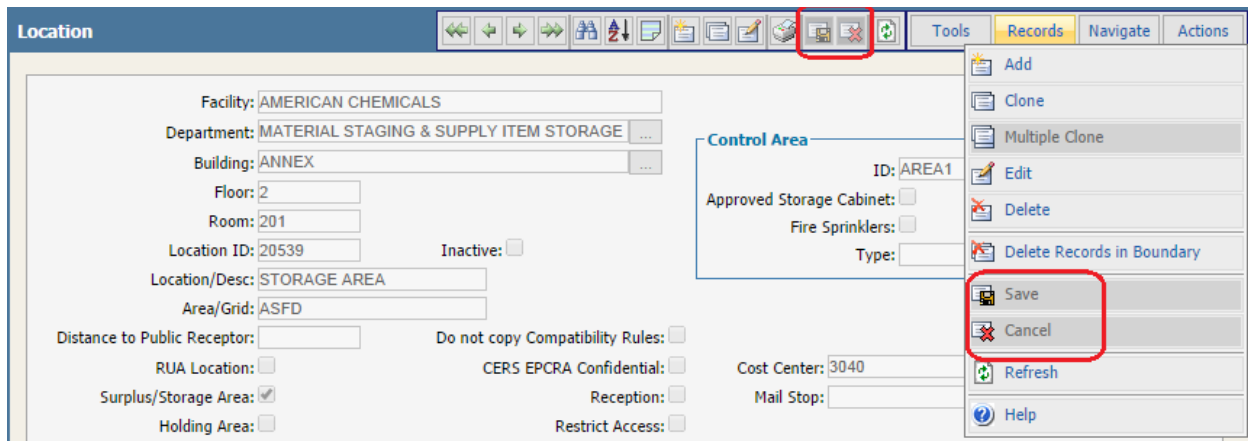 Location
Tools Records Navigate Actions
Add
Clone
Multiple Clone
Edit
Delete
Delete Records in Boundary
Save
Cancel
Refresh
Help
Facility: AMERICAN CHEMICALS
Department: MATERIAL STAGING & SUPPLY ITEM STORAGE ...
Building: ANNEX ...
Floor: 2
Room: 201
Location ID: 20539 Inactive:
Location/Desc: STORAGE AREA
Area/Grid: ASFD
Distance to Public Receptor: Do not copy Compatibility Rules:
RUA Location: CERS EPCRA Confidential: Cost Center: 3040
Surplus/Storage Area: Reception: Mail Stop:
Holding Area: Restrict Access:
Control Area
ID: AREA1
Approved Storage Cabinet:
Fire Sprinklers:
Type: